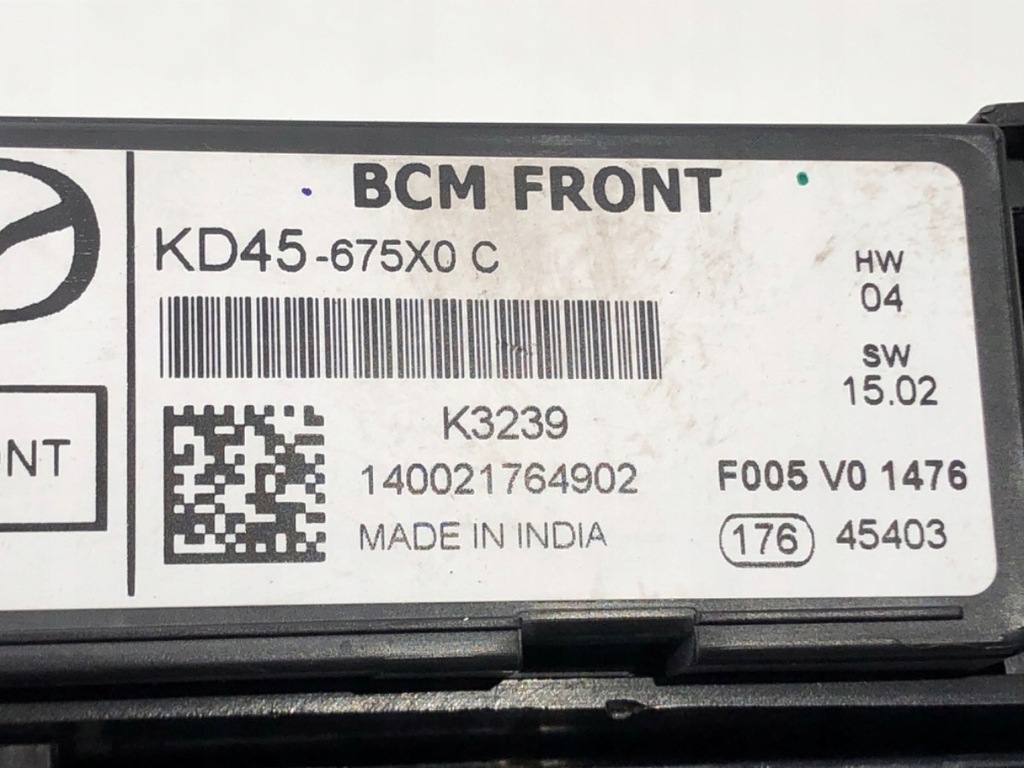 BCM FRONT
KD45-675X0 C
HW
04
SW
15.02
K3239
140021764902
F005 V0 1476
MADE IN INDIA
176 45403